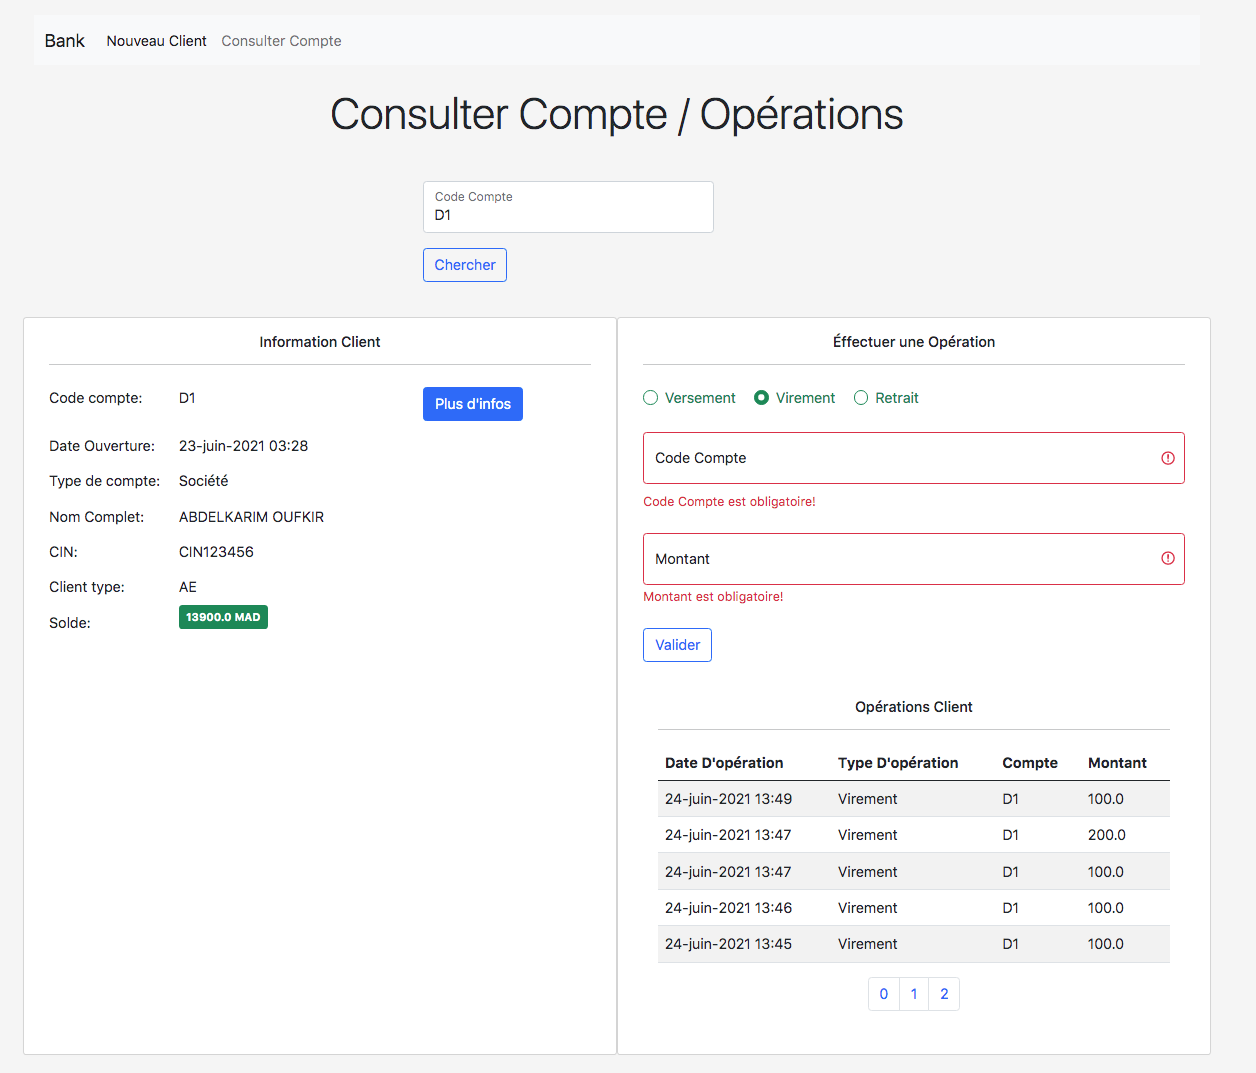 Bank Nouveau Client Consulter Compte
Consulter Compte / Opérations
Code Compte
D1
Chercher
Information Client
Code compte: D1 Plus d'infos
Date Ouverture: 23-juin-2021 03:28
Type de compte: Société
Nom Complet: ABDELKARIM OUFKIR
CIN: CIN123456
Client type: AE
Solde: 13900.0 MAD
Éffectuer une Opération
Versement Virement Retrait
Code Compte
Code Compte est obligatoire!
Montant
Montant est obligatoire!
Valider
Opérations Client
Date D'opération Type D'opération Compte Montant
24-juin-2021 13:49 Virement D1 100.0
24-juin-2021 13:47 Virement D1 200.0
24-juin-2021 13:47 Virement D1 100.0
24-juin-2021 13:46 Virement D1 100.0
24-juin-2021 13:45 Virement D1 100.0
0 1 2